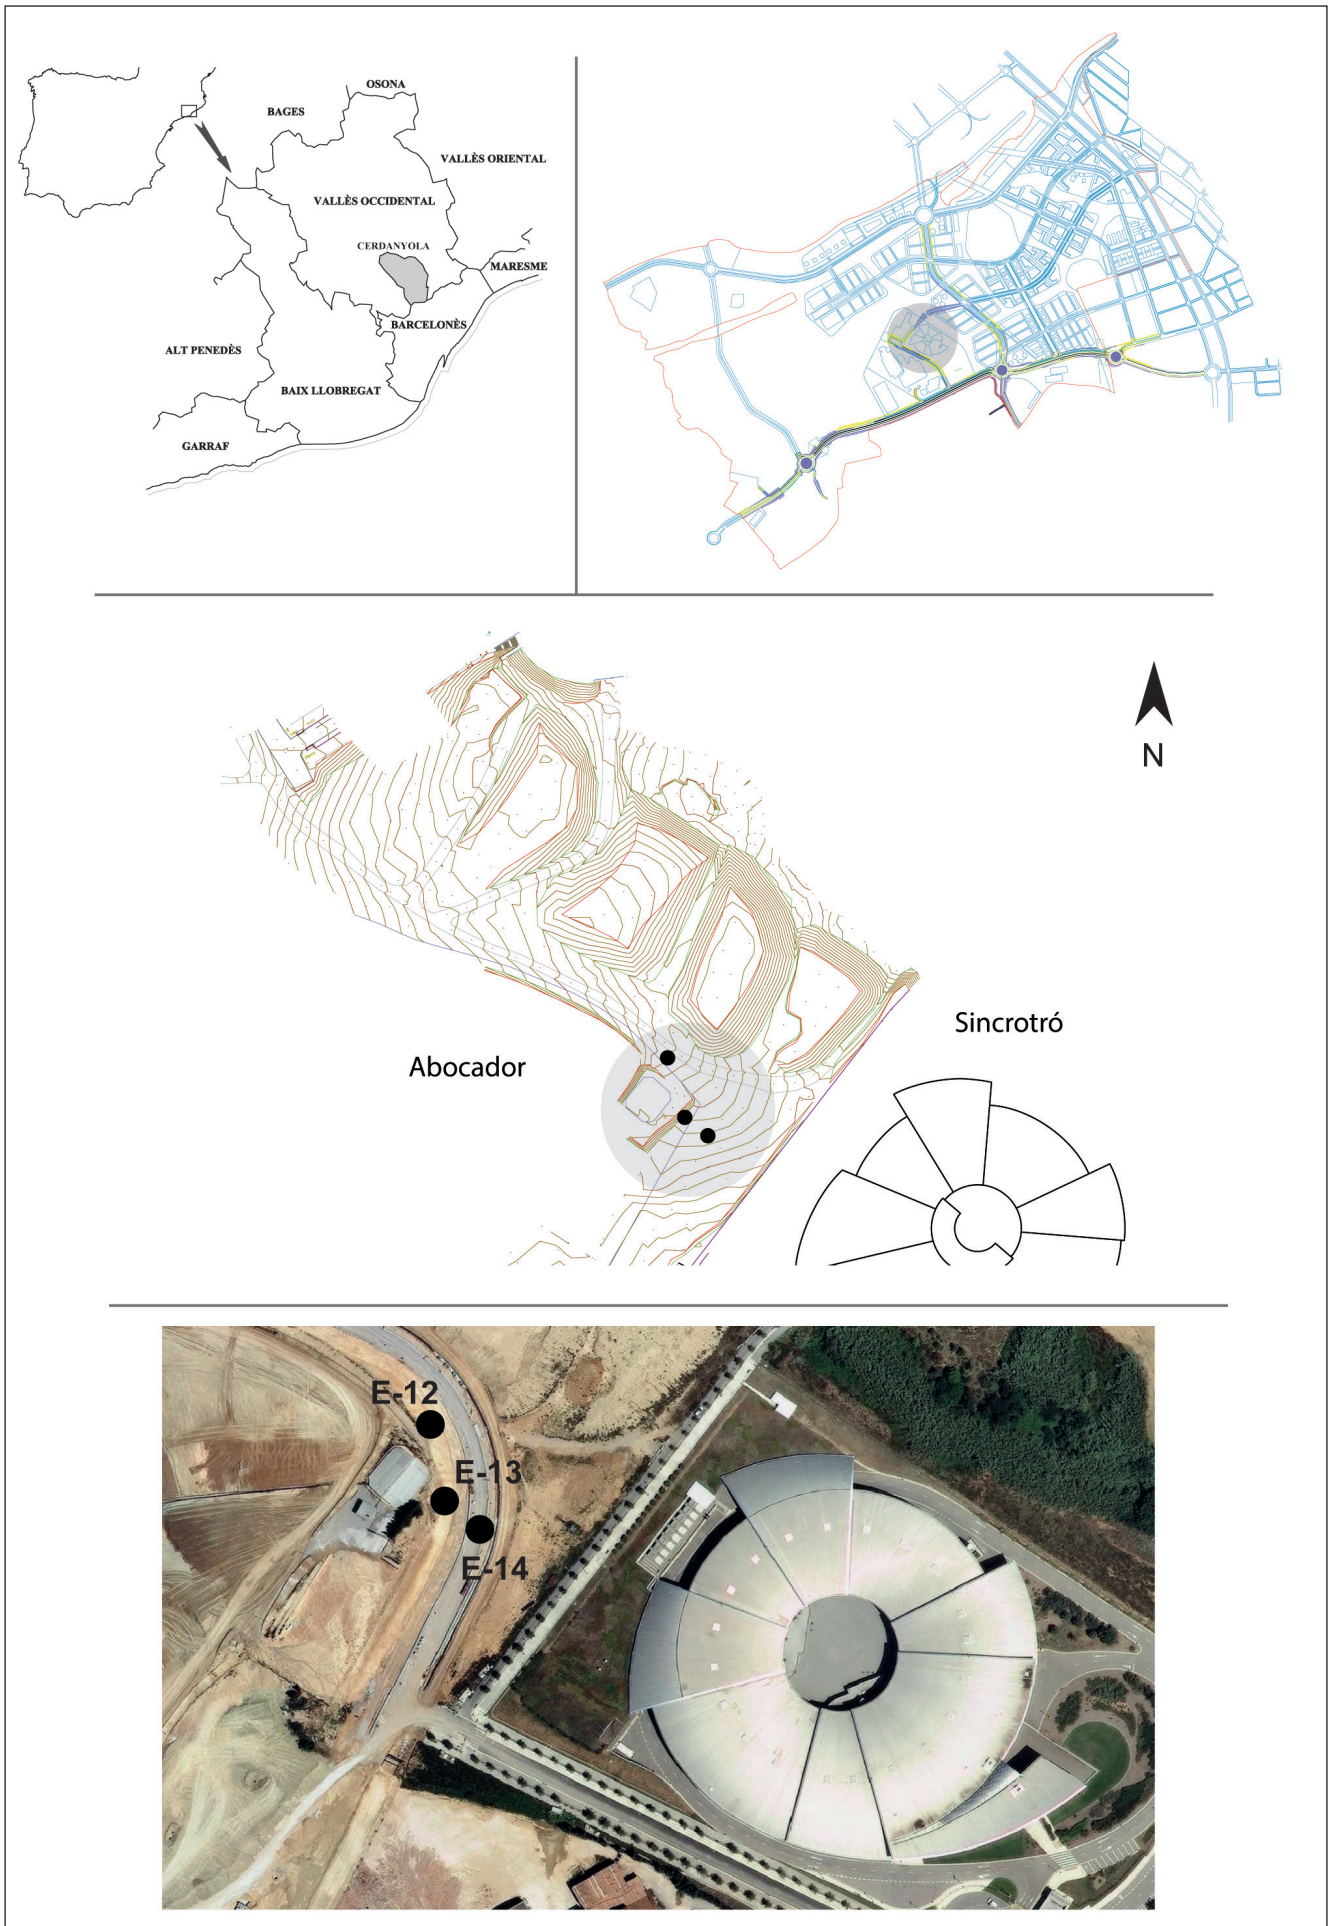 OSONA
BAGES
VALLÈS ORIENTAL
VALLÈS OCCIDENTAL
CERDANYOLA
MARESME
BARCELONÈS
ALT PENEDÈS
BAIX LLOBREGAT
GARRAF
N
Sincrotró
Abocador
E-12
E-13
E-14